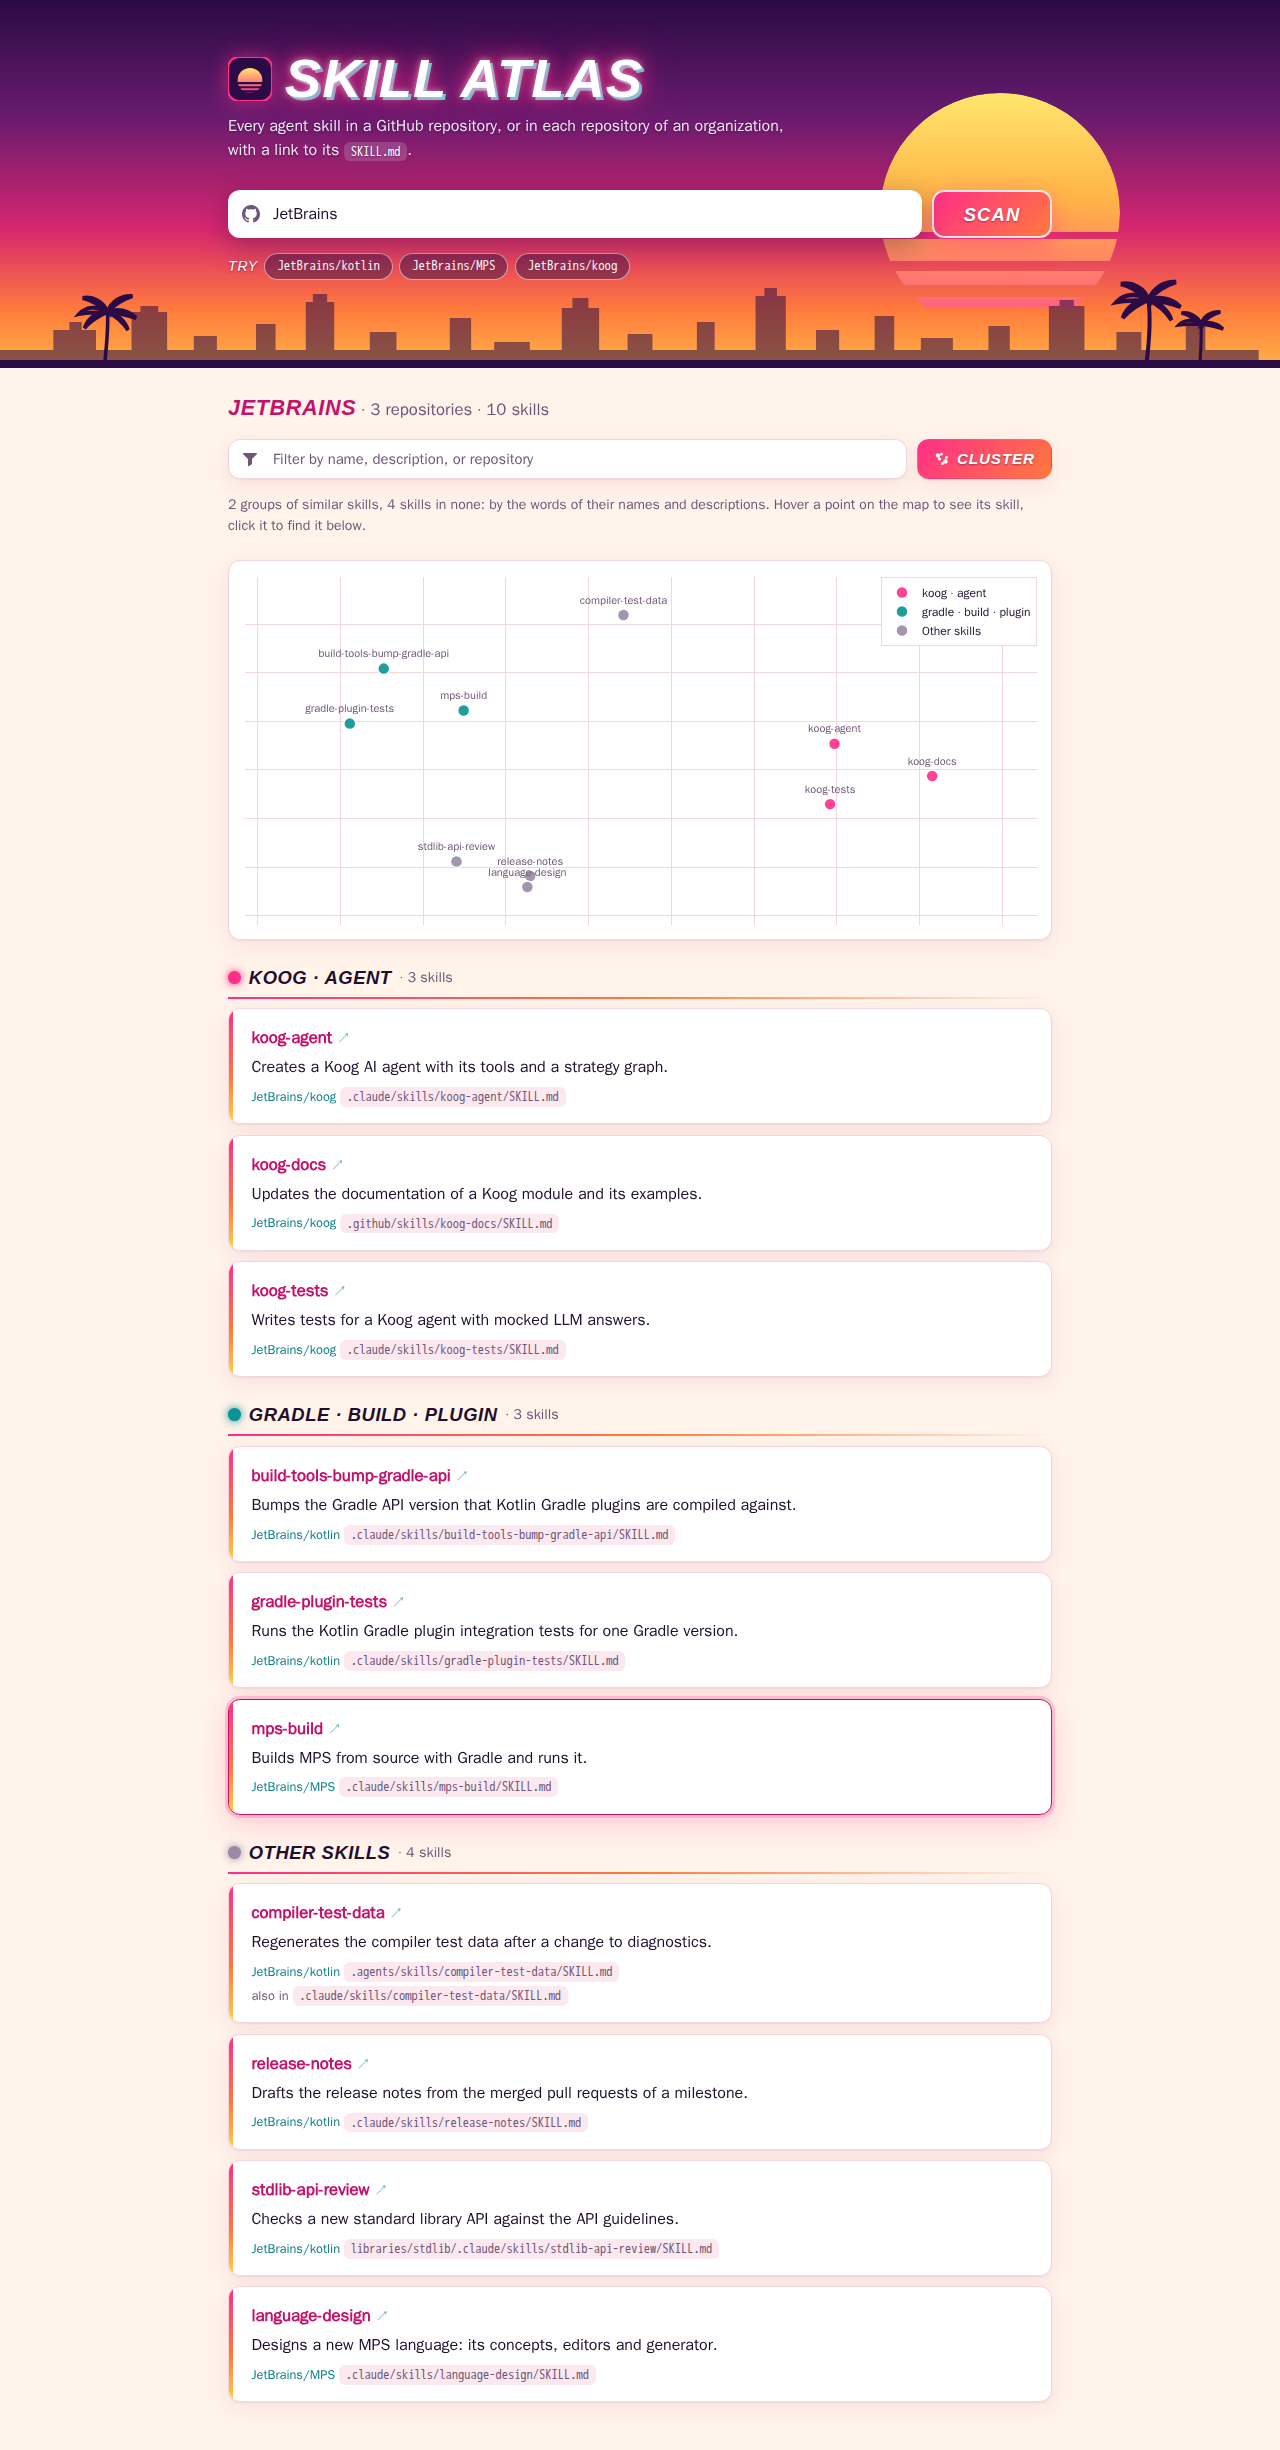 SKILL ATLAS
Every agent skill in a GitHub repository, or in each repository of an organization,
with a link to its SKILL.md.
JetBrains
SCAN
TRY JetBrains/kotlin JetBrains/MPS JetBrains/koog
JETBRAINS · 3 repositories · 10 skills
Filter by name, description, or repository
CLUSTER
2 groups of similar skills, 4 skills in none: by the words of their names and descriptions. Hover a point on the map to see its skill,
click it to find it below.
koog · agent
gradle · build · plugin
Other skills
compiler-test-data
build-tools-bump-gradle-api
mps-build
gradle-plugin-tests
koog-agent
koog-docs
koog-tests
stdlib-api-review
release-notes
language-design
KOOG · AGENT · 3 skills
koog-agent ↗
Creates a Koog AI agent with its tools and a strategy graph.
JetBrains/koog .claude/skills/koog-agent/SKILL.md
koog-docs ↗
Updates the documentation of a Koog module and its examples.
JetBrains/koog .github/skills/koog-docs/SKILL.md
koog-tests ↗
Writes tests for a Koog agent with mocked LLM answers.
JetBrains/koog .claude/skills/koog-tests/SKILL.md
GRADLE · BUILD · PLUGIN · 3 skills
build-tools-bump-gradle-api ↗
Bumps the Gradle API version that Kotlin Gradle plugins are compiled against.
JetBrains/kotlin .claude/skills/build-tools-bump-gradle-api/SKILL.md
gradle-plugin-tests ↗
Runs the Kotlin Gradle plugin integration tests for one Gradle version.
JetBrains/kotlin .claude/skills/gradle-plugin-tests/SKILL.md
mps-build ↗
Builds MPS from source with Gradle and runs it.
JetBrains/MPS .claude/skills/mps-build/SKILL.md
OTHER SKILLS · 4 skills
compiler-test-data ↗
Regenerates the compiler test data after a change to diagnostics.
JetBrains/kotlin .agents/skills/compiler-test-data/SKILL.md
also in .claude/skills/compiler-test-data/SKILL.md
release-notes ↗
Drafts the release notes from the merged pull requests of a milestone.
JetBrains/kotlin .claude/skills/release-notes/SKILL.md
stdlib-api-review ↗
Checks a new standard library API against the API guidelines.
JetBrains/kotlin libraries/stdlib/.claude/skills/stdlib-api-review/SKILL.md
language-design ↗
Designs a new MPS language: its concepts, editors and generator.
JetBrains/MPS .claude/skills/language-design/SKILL.md